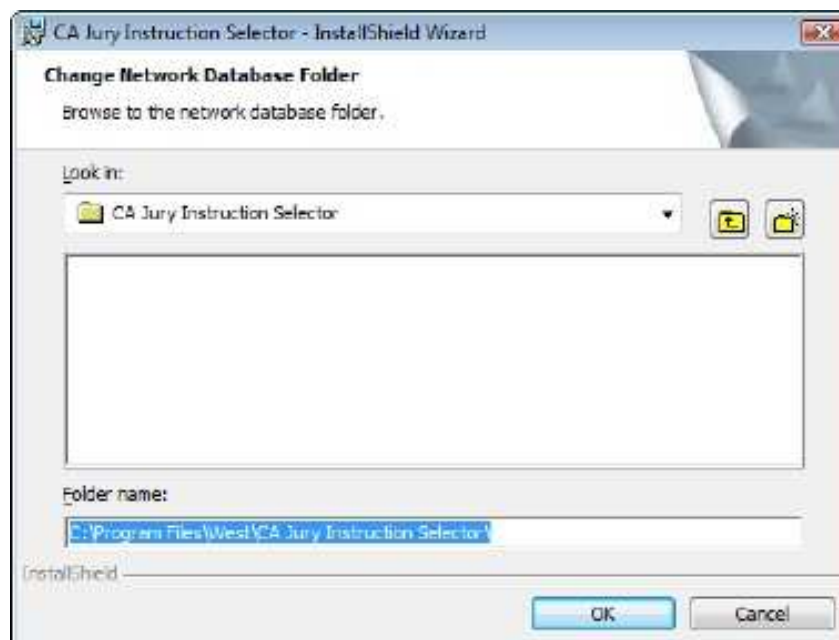 CA Jury Instruction Selector - InstallShield Wizard
Change Network Database Folder
Browse to the network database folder.
Look in:
CA Jury Instruction Selector
Folder name:
C:\Program Files\West\CA Jury Instruction Selector\
InstallShield
OK
Cancel